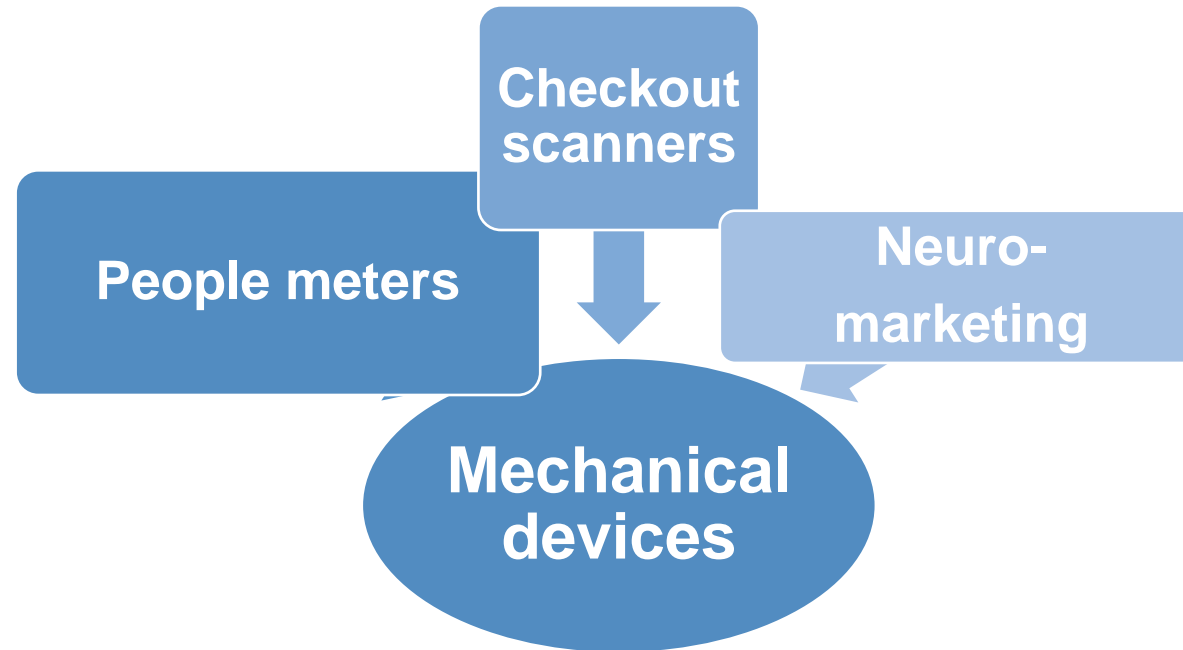 Checkout
scanners
People meters
Neuro-
marketing
Mechanical
devices